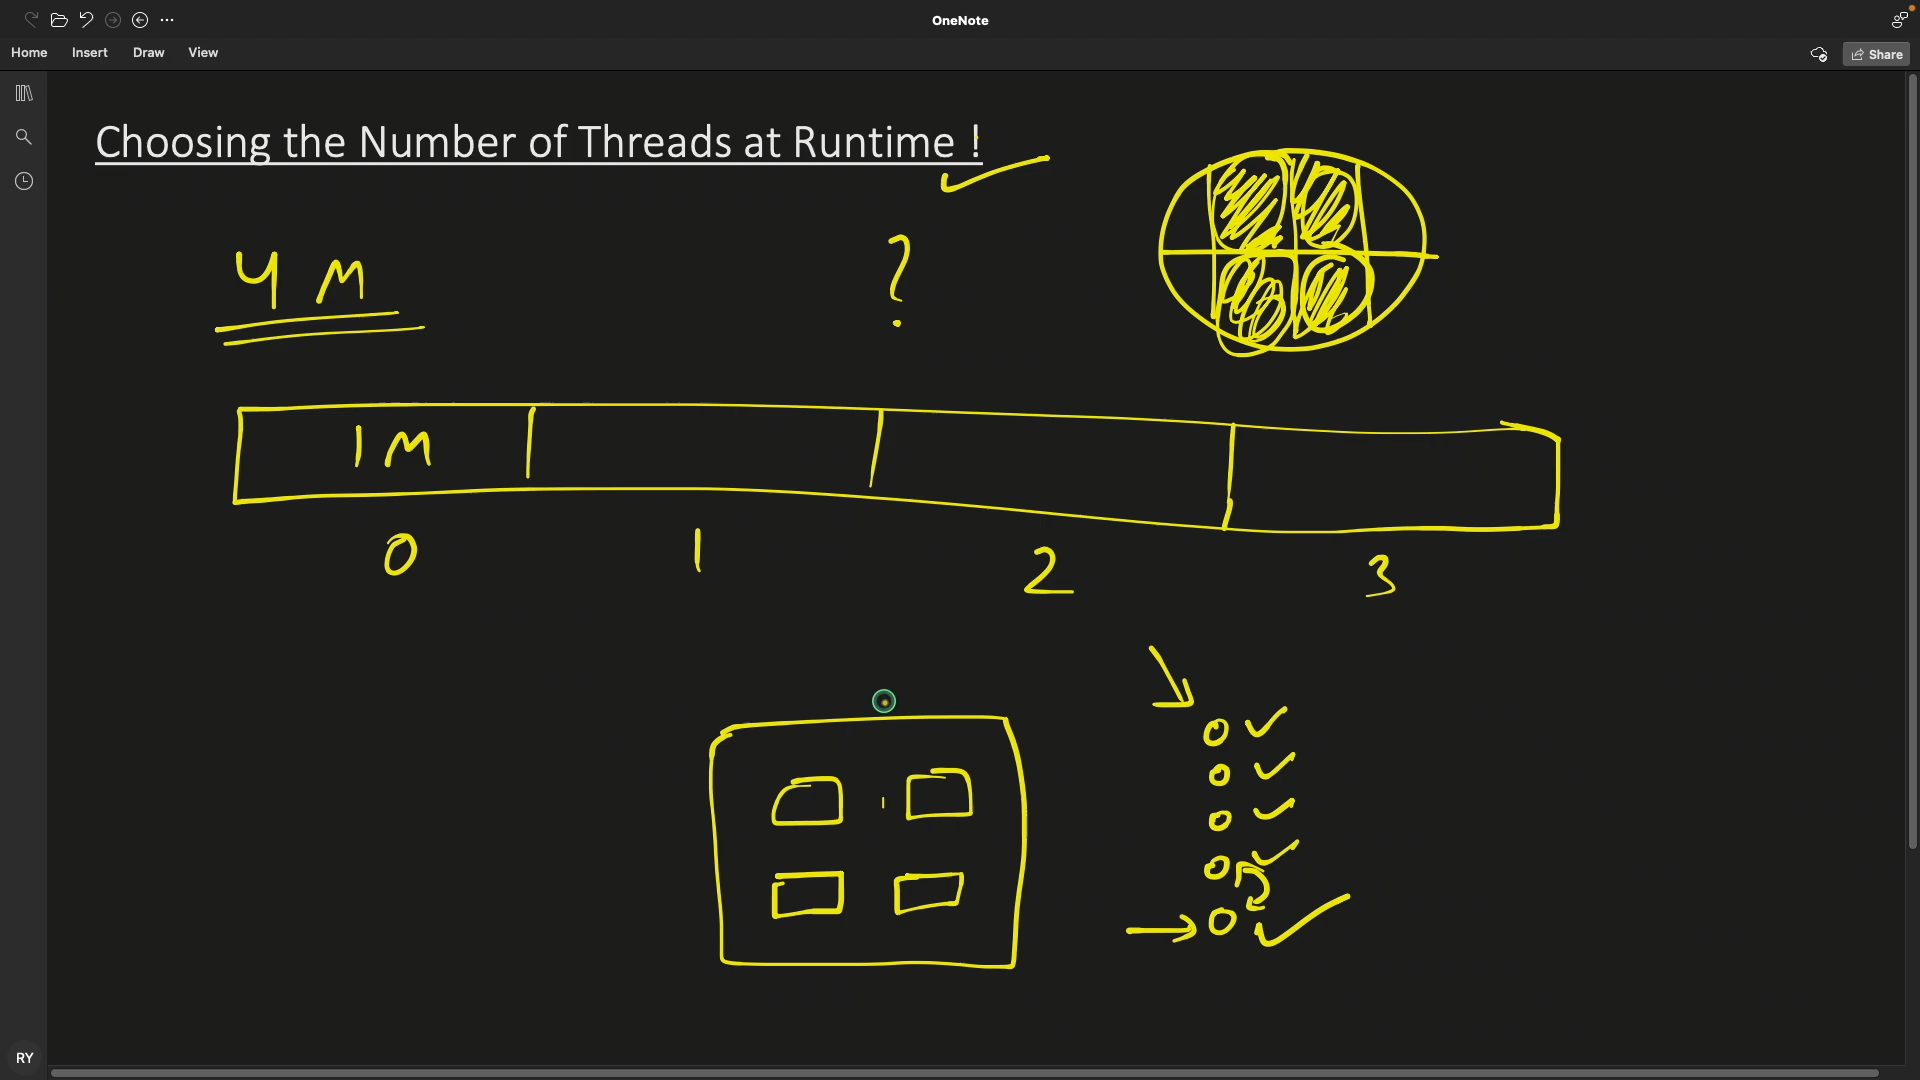 OneNote
Home Insert Draw View
Share
Choosing the Number of Threads at Runtime !
4 M ?
1 M
0 1 2 3
RY